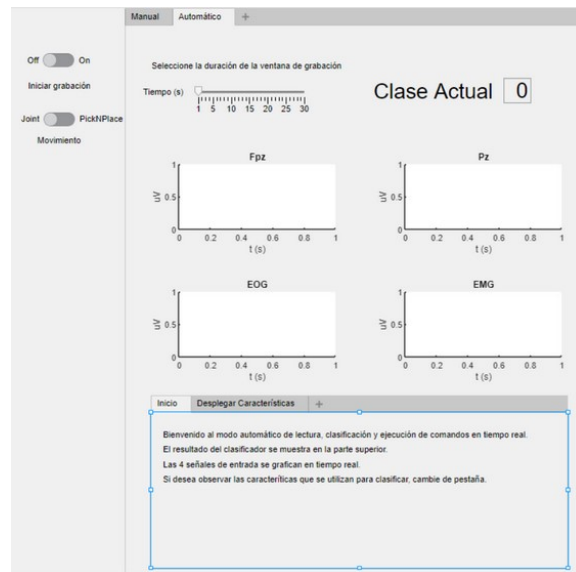 Manual Automático +
Off On
Iniciar grabación
Joint PickNPlace
Movimiento
Seleccione la duración de la ventana de grabación
Tiempo (s)
1 5 10 15 20 25 30
Clase Actual 0
Fpz
1
0.5
0
uV
0 0.2 0.4 0.6 0.8 1
t (s)
Pz
1
0.5
0
uV
0 0.2 0.4 0.6 0.8 1
t (s)
EOG
1
0.5
0
uV
0 0.2 0.4 0.6 0.8 1
t (s)
EMG
1
0.5
0
uV
0 0.2 0.4 0.6 0.8 1
t (s)
Inicio Desplegar Características +
Bienvenido al modo automático de lectura, clasificación y ejecución de comandos en tiempo real.
El resultado del clasificador se muestra en la parte superior.
Las 4 señales de entrada se grafican en tiempo real.
Si desea observar las caracteríticas que se utilizan para clasificar, cambie de pestaña.